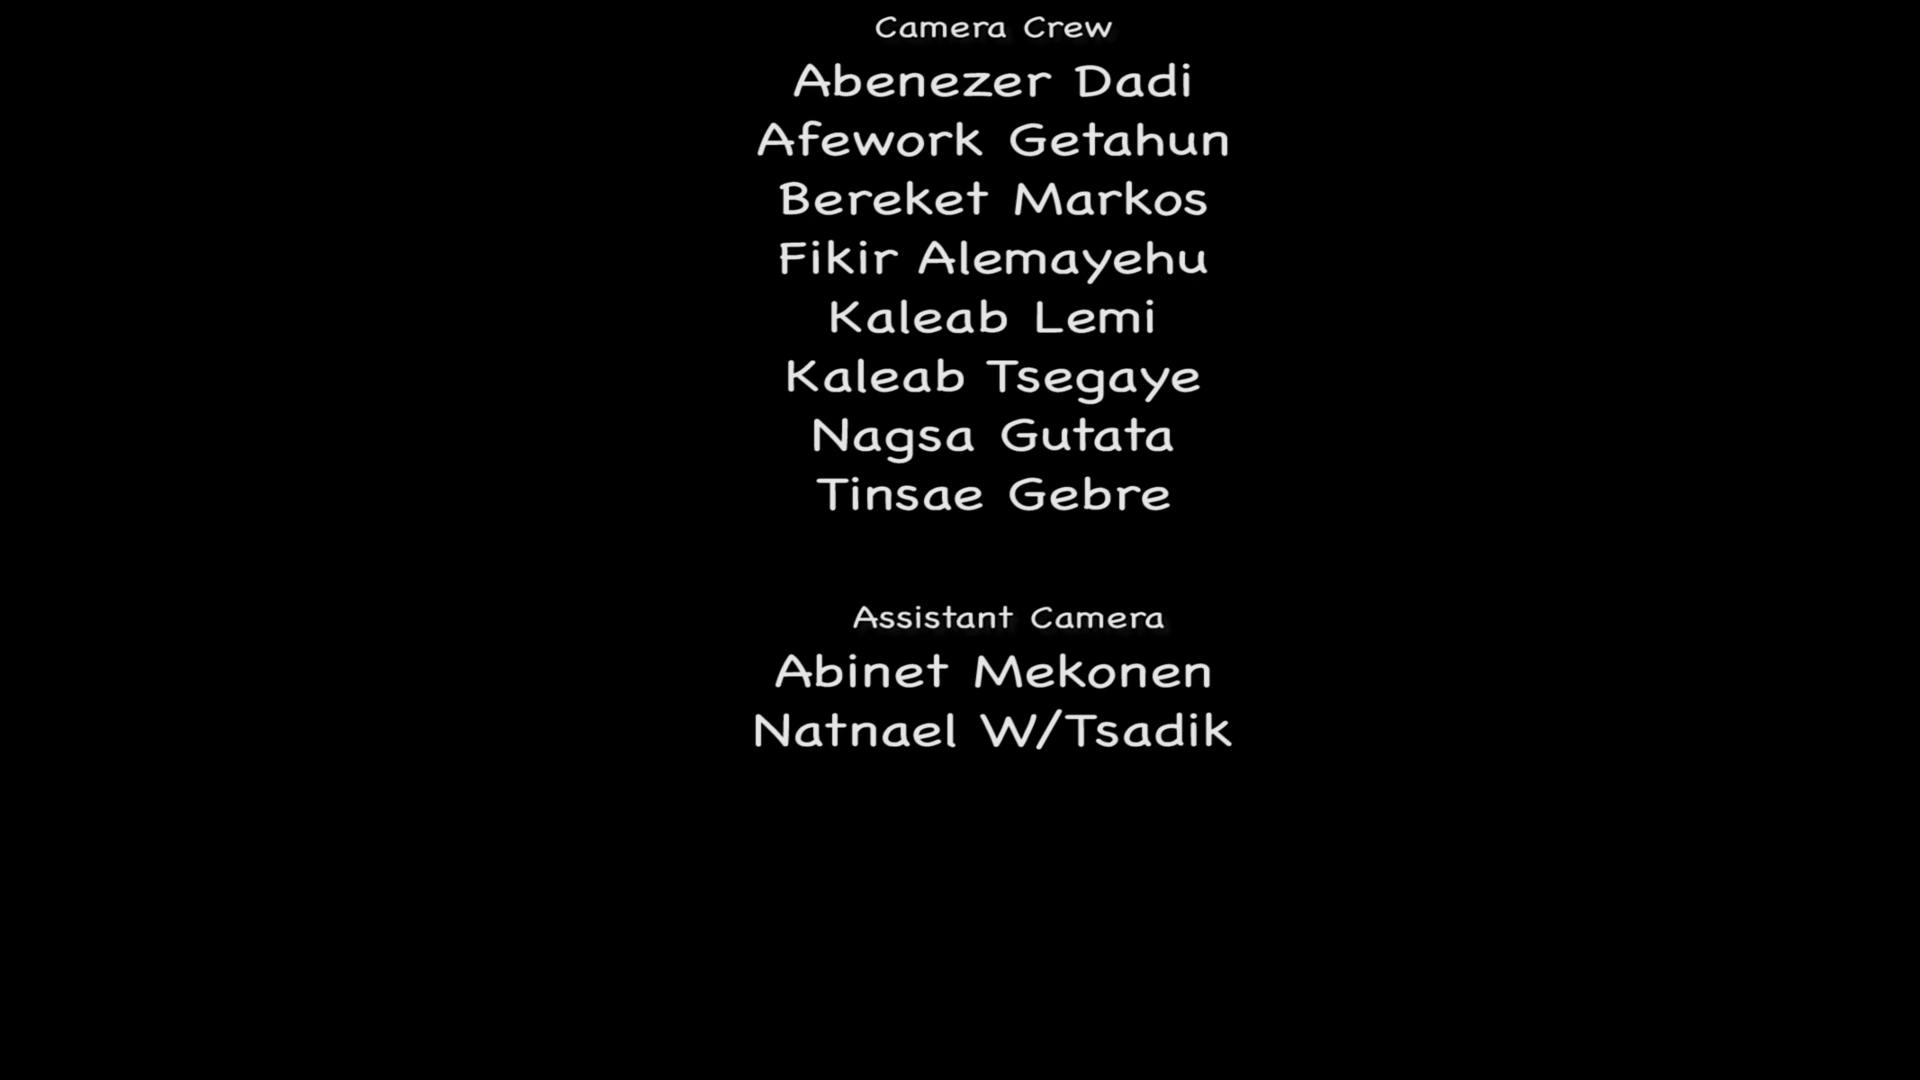 Camera Crew
Abenezer Dadi
Afework Getahun
Bereket Markos
Fikir Alemayehu
Kaleab Lemi
Kaleab Tsegaye
Nagsa Gutata
Tinsae Gebre
Assistant Camera
Abinet Mekonen
Natnael W/Tsadik